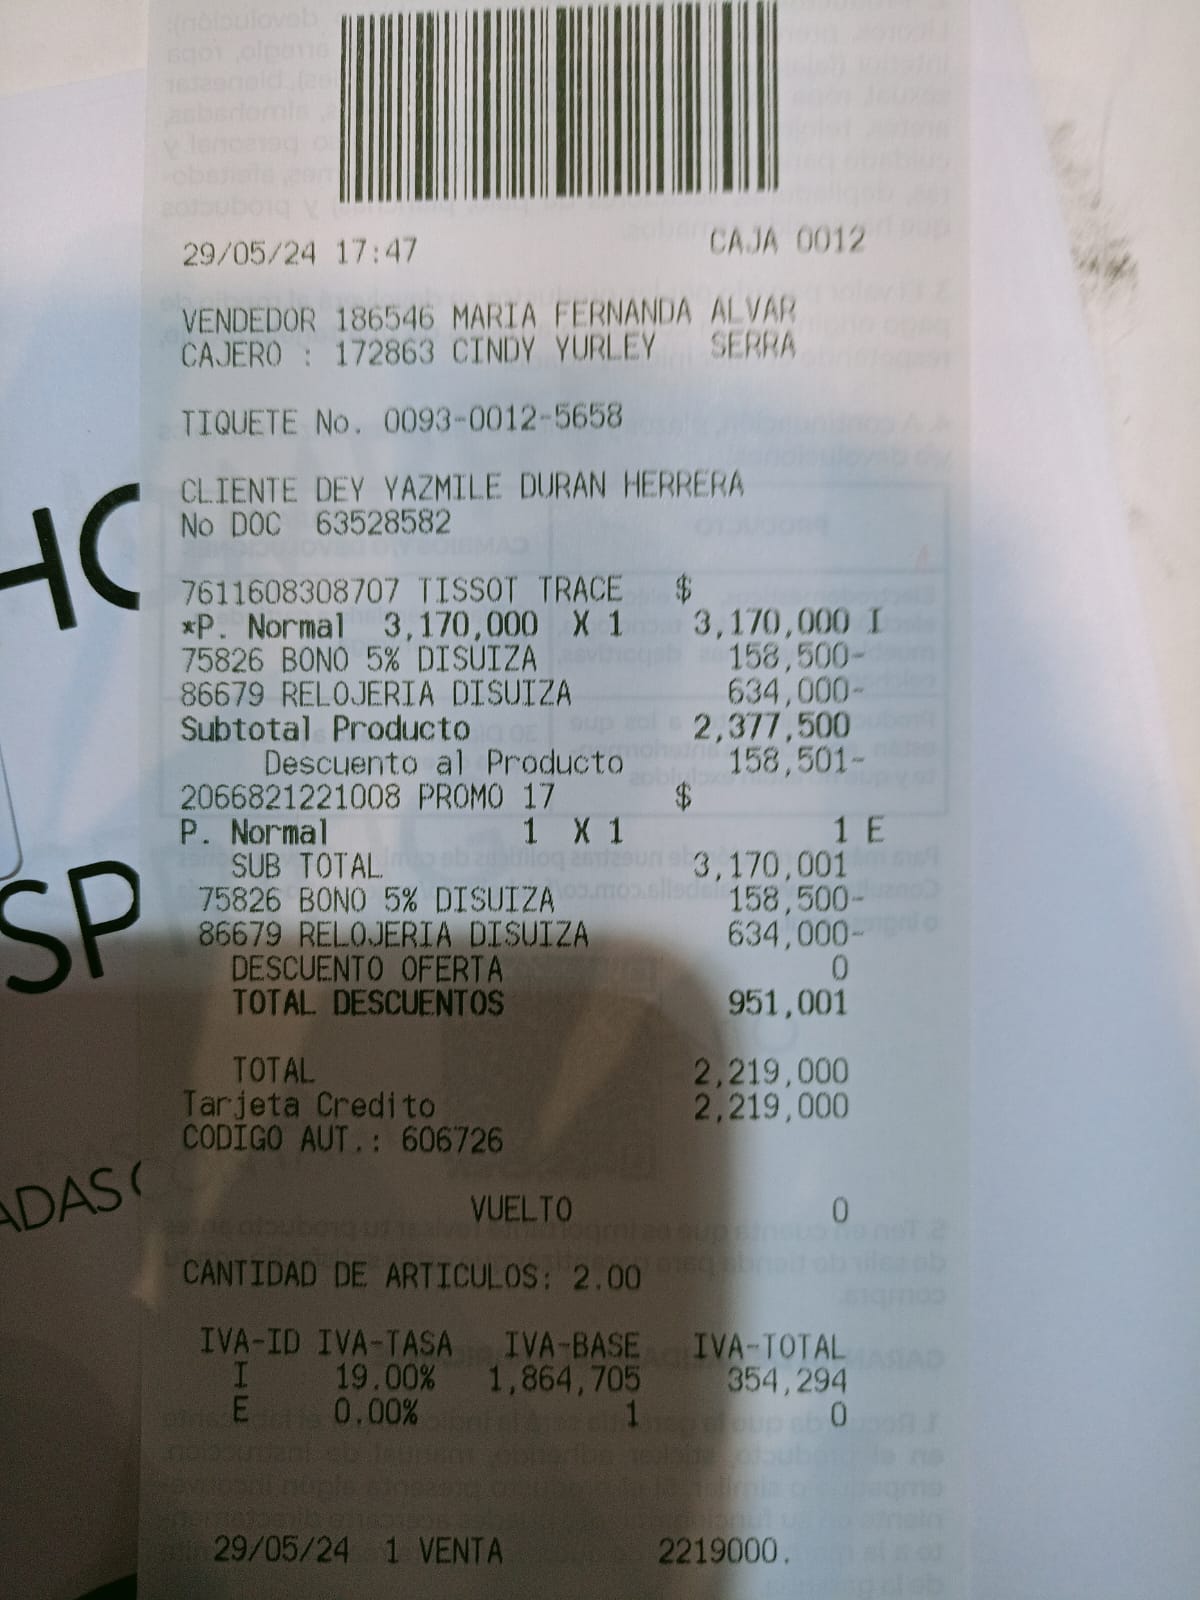 29/05/24 17:47 CAJA 0012
VENDEDOR 186546 MARIA FERNANDA ALVAR
CAJERO : 172863 CINDY YURLEY SERRA
TIQUETE No. 0093-0012-5658
CLIENTE DEY YAZMILE DURAN HERRERA
No DOC 63528582
7611608308707 TISSOT TRACE $
*P. Normal 3,170,000 X 1 3,170,000 I
75826 BONO 5% DISUIZA 158,500-
86679 RELOJERIA DISUIZA 634,000-
Subtotal Producto 2,377,500
Descuento al Producto 158,501-
2066821221008 PROMO 17 $
P. Normal 1 X 1 1 E
SUB TOTAL 3,170,001
75826 BONO 5% DISUIZA 158,500-
86679 RELOJERIA DISUIZA 634,000-
DESCUENTO OFERTA 0
TOTAL DESCUENTOS 951,001
TOTAL 2,219,000
Tarjeta Credito 2,219,000
CODIGO AUT.: 606726
VUELTO 0
CANTIDAD DE ARTICULOS: 2.00
IVA-ID IVA-TASA IVA-BASE IVA-TOTAL
I 19.00% 1,864,705 354,294
E 0.00% 1 0
29/05/24 1 VENTA 2219000.
HO
SP
ADAS